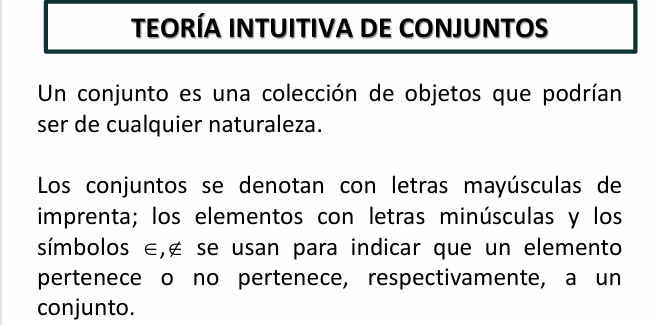 TEORÍA INTUITIVA DE CONJUNTOS
Un conjunto es una colección de objetos que podrían
ser de cualquier naturaleza.
Los conjuntos se denotan con letras mayúsculas de
imprenta; los elementos con letras minúsculas y los
símbolos ∈,∉ se usan para indicar que un elemento
pertenece o no pertenece, respectivamente, a un
conjunto.